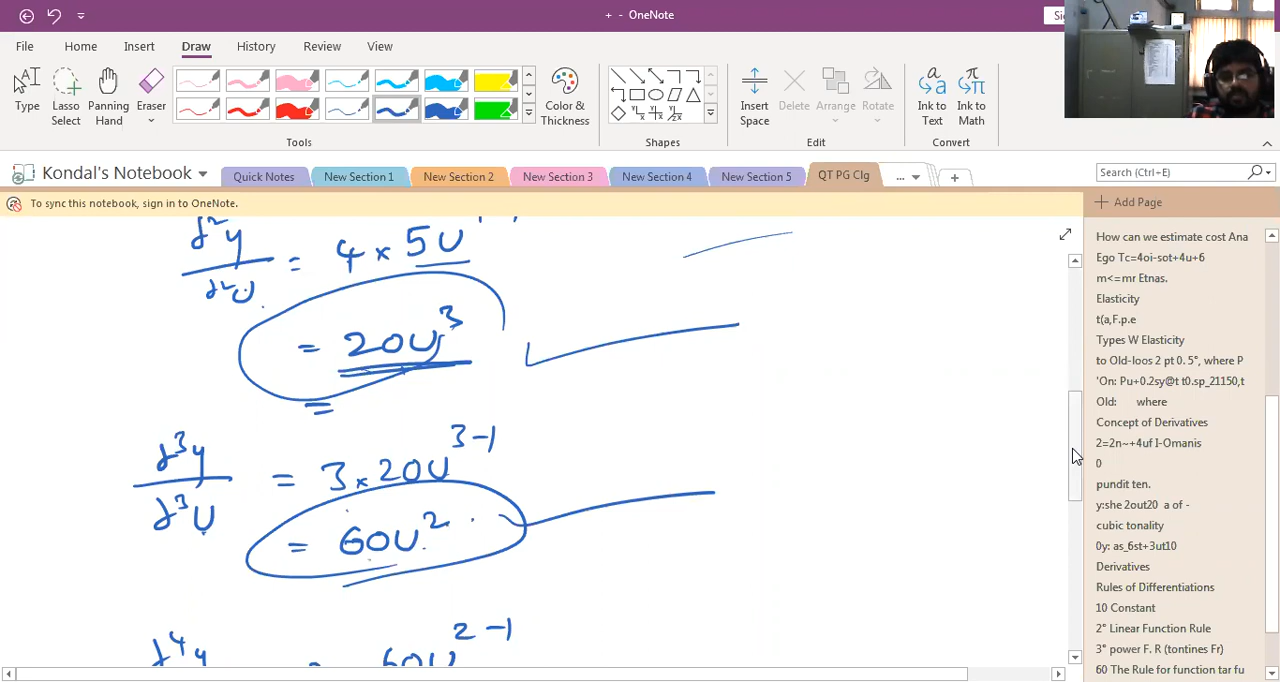 + - OneNote
File Home Insert Draw History Review View
Type Lasso Select Panning Hand Eraser Color & Thickness Insert Space Delete Arrange Rotate Ink to Text Ink to Math
Tools Shapes Edit Convert
Kondal's Notebook Quick Notes New Section 1 New Section 2 New Section 3 New Section 4 New Section 5 QT PG Clg ... + Search (Ctrl+E)
To sync this notebook, sign in to OneNote.
Add Page
How can we estimate cost Ana
Ego Tc=4oi-sot+4u+6
m<=mr Etnas.
Elasticity
t(a,F.p.e
Types W Elasticity
to Old-loos 2 pt 0. 5", where P
'On: Pu+0.2sy@t t0.sp_21150,t
Old: where
Concept of Derivatives
2=2n~+4uf I-Omanis
0
pundit ten.
y:she 2out20 a of -
cubic tonality
0y: as_6st+3ut10
Derivatives
Rules of Differentiations
10 Constant
2° Linear Function Rule
3° power F. R (tontines Fr)
60 The Rule for function tar fu
d²y/d²U = 4 × 5U
= 20U³
d³y/d³U = 3 × 20U³⁻¹
= 60U²
d⁴y 60U²⁻¹